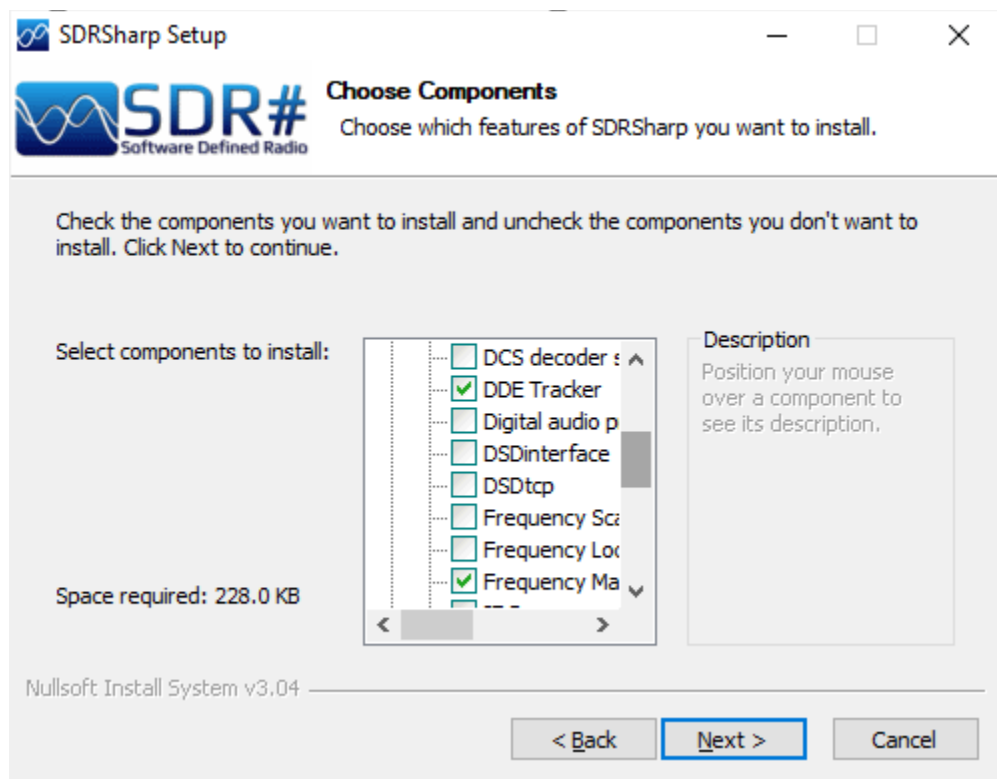 SDRSharp Setup
SDR#
Software Defined Radio
Choose Components
Choose which features of SDRSharp you want to install.
Check the components you want to install and uncheck the components you don't want to
install. Click Next to continue.
Select components to install:
DCS decoder s
DDE Tracker
Digital audio p
DSDinterface
DSDtcp
Frequency Sca
Frequency Loc
Frequency Ma
Description
Position your mouse
over a component to
see its description.
Space required: 228.0 KB
Nullsoft Install System v3.04
< Back
Next >
Cancel